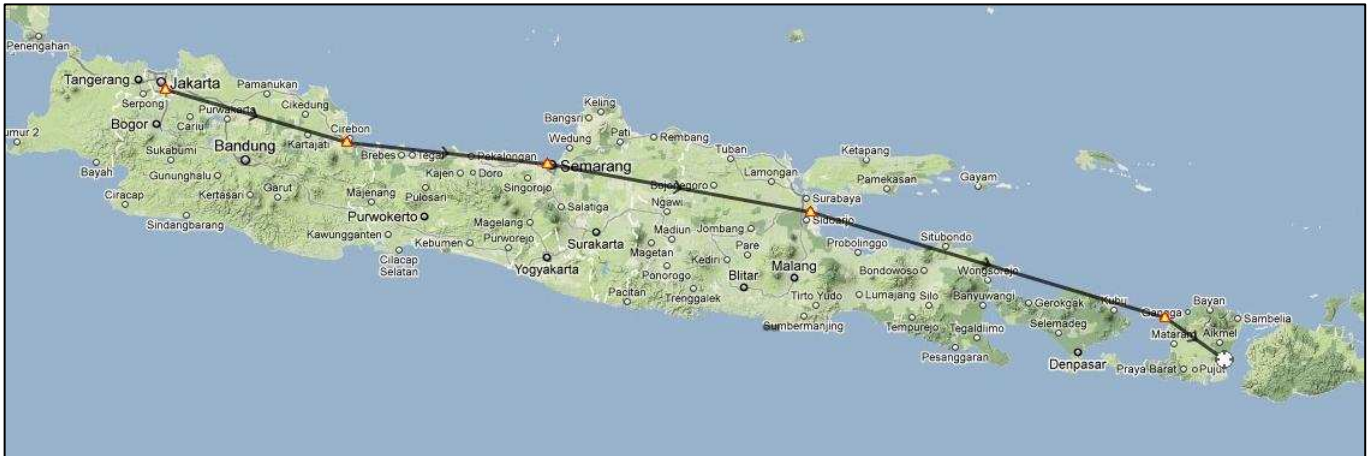 Penengahan
Tangerang
Jakarta
Serpong
Pamanukan
Cikedung
Purwakarta
Bogor
Cariu
Cirebon
umur 2
Bandung
Kartajati
Sukabumi
Bayah
Gununghalu
Ciracap
Kertasari
Garut
Sindangbarang
Brebes
Tegal
Pekalongan
Kajen
Doro
Majenang
Pulosari
Singorojo
Purwokerto
Kawungganten
Kebumen
Cilacap
Selatan
Magelang
Purworejo
Yogyakarta
Keling
Bangsri
Wedung
Pati
Rembang
Semarang
Salatiga
Surakarta
Tuban
Bojonegoro
Lamongan
Ngawi
Madiun
Magetan
Ponorogo
Jombang
Pare
Kediri
Pacitan
Trenggalek
Blitar
Malang
Tirto Yudo
Sumbermanjing
Ketapang
Pamekasan
Gayam
Surabaya
Sidoarjo
Probolinggo
Situbondo
Bondowoso
Wongsorejo
Lumajang
Silo
Banyuwangi
Tempurejo
Tegaldlimo
Pesanggaran
Gerokgak
Kubu
Selemadeg
Denpasar
Gangga
Bayan
Sambelia
Mataram
Aikmel
Praya Barat
Pujut